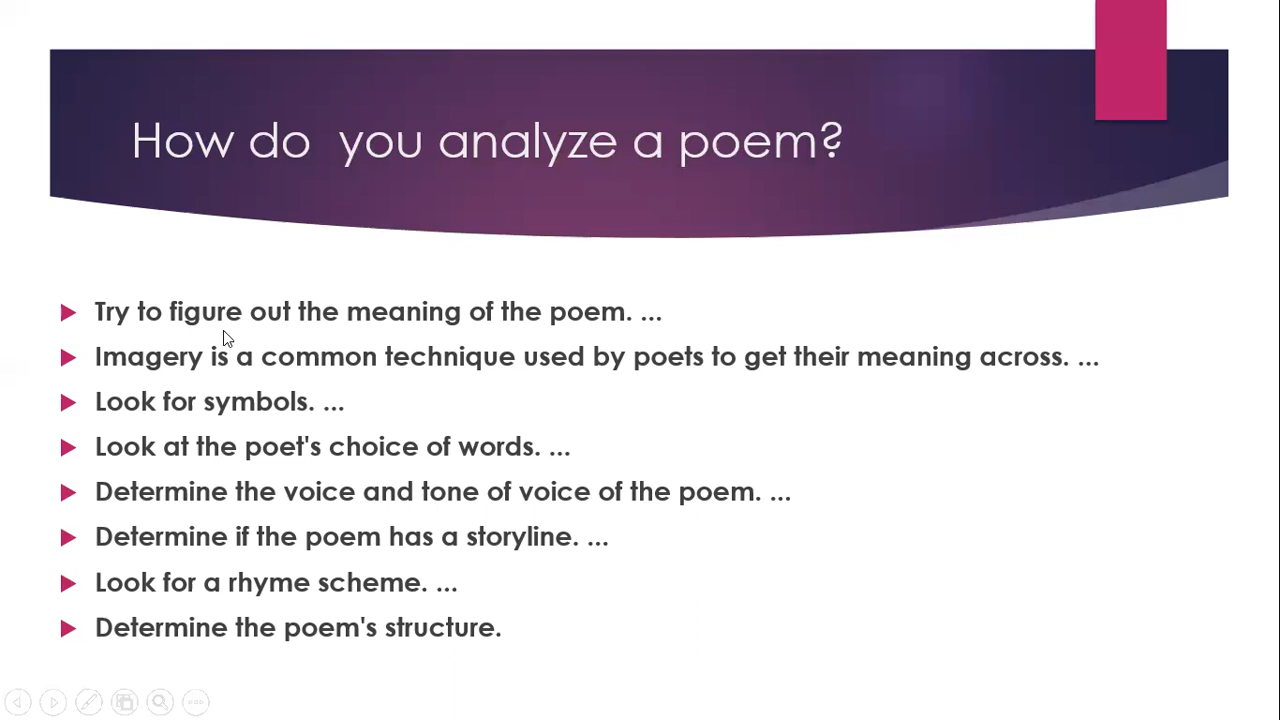 How do  you analyze a poem?
Try to figure out the meaning of the poem. ...
Imagery is a common technique used by poets to get their meaning across. ...
Look for symbols. ...
Look at the poet's choice of words. ...
Determine the voice and tone of voice of the poem. ...
Determine if the poem has a storyline. ...
Look for a rhyme scheme. ...
Determine the poem's structure.